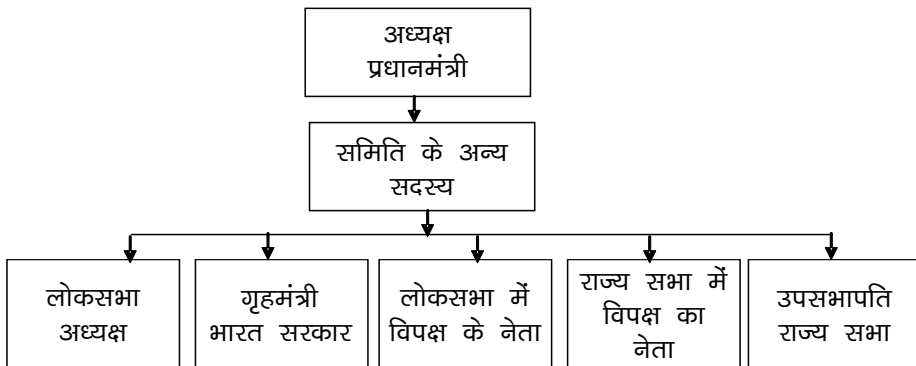 अध्यक्ष
प्रधानमंत्री
समिति के अन्य
सदस्य
लोकसभा
अध्यक्ष
गृहमंत्री
भारत सरकार
लोकसभा में
विपक्ष के नेता
राज्य सभा में
विपक्ष का
नेता
उपसभापति
राज्य सभा